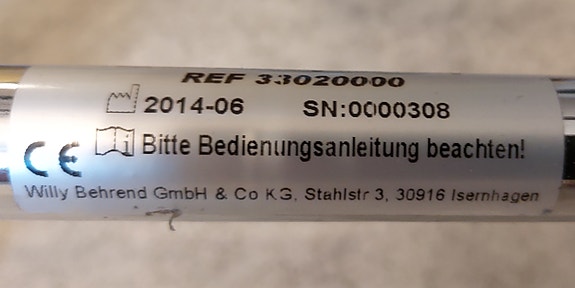 REF 33020000
2014-06 SN:0000308
CE Bitte Bedienungsanleitung beachten!
Willy Behrend GmbH & Co KG, Stahlstr 3, 30916 Isernhagen